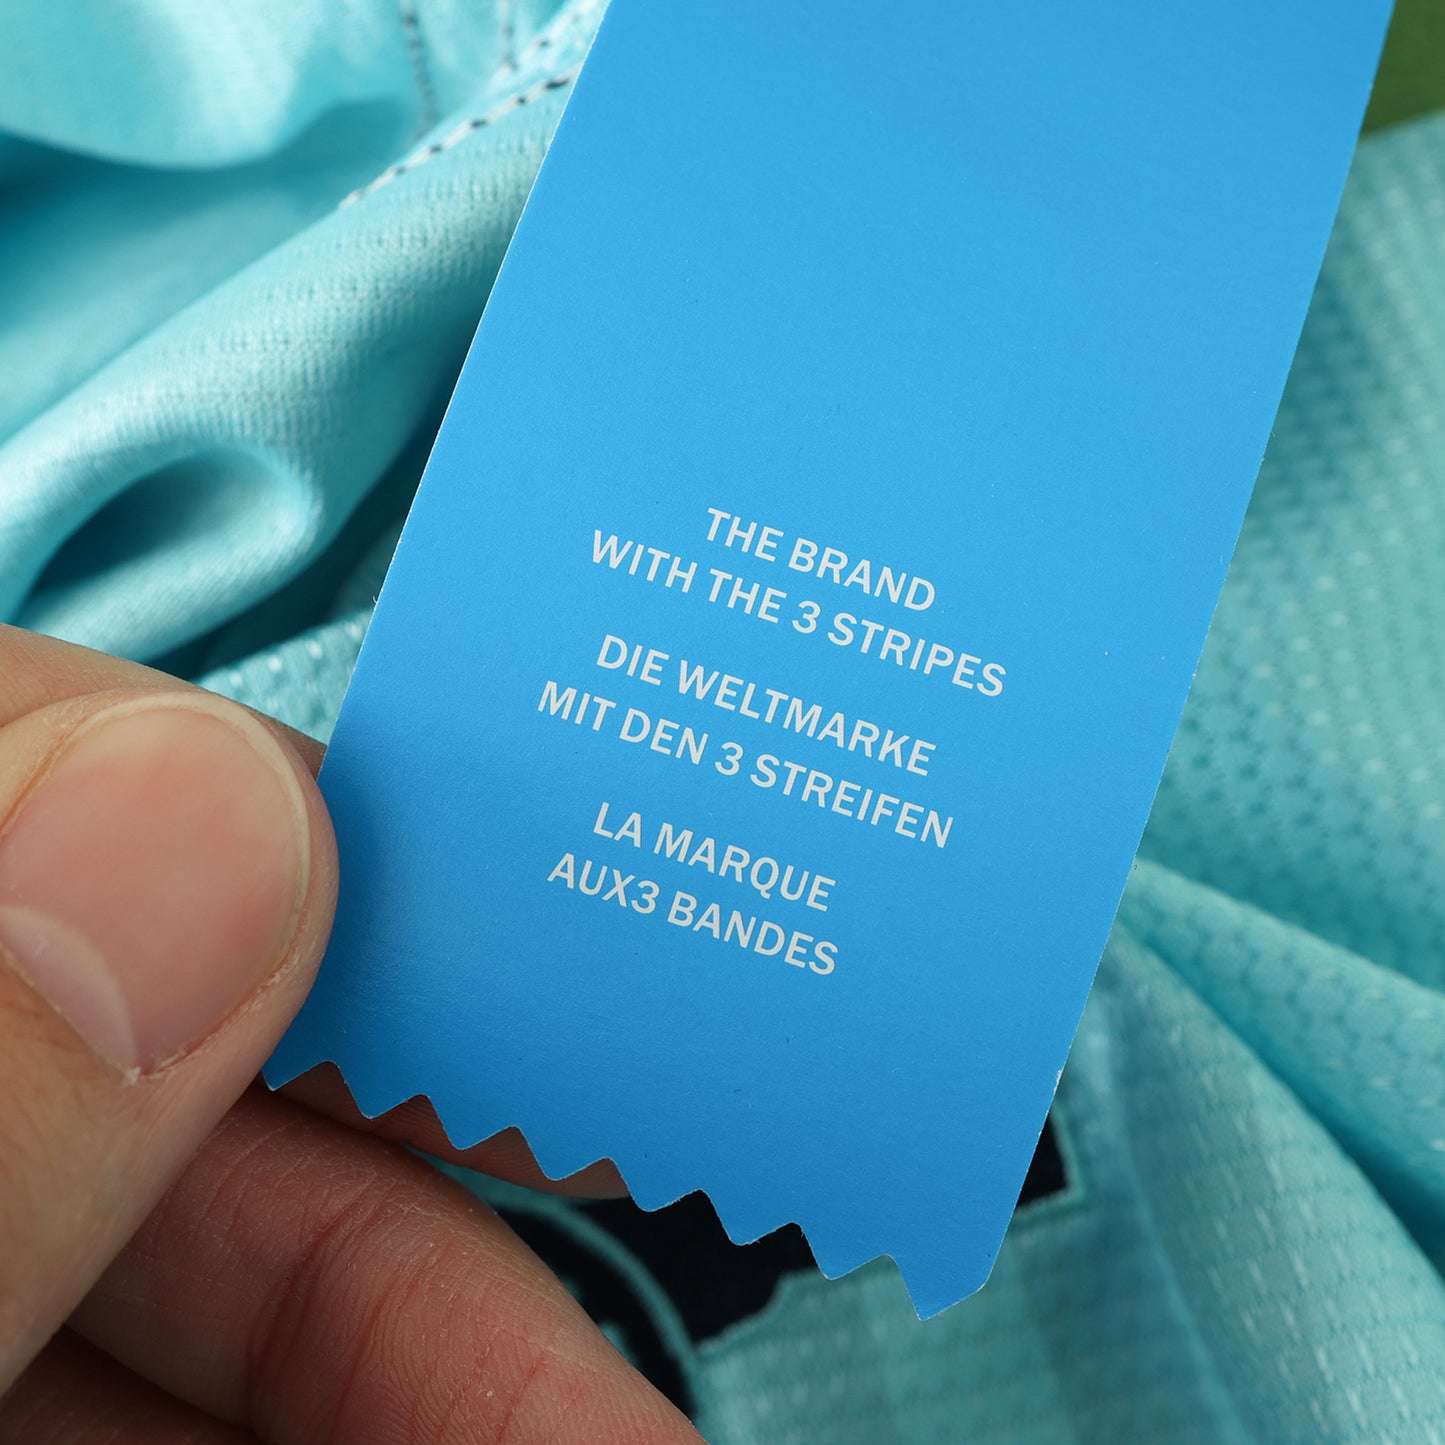 THE BRAND
WITH THE 3 STRIPES
DIE WELTMARKE
MIT DEN 3 STREIFEN
LA MARQUE
AUX3 BANDES